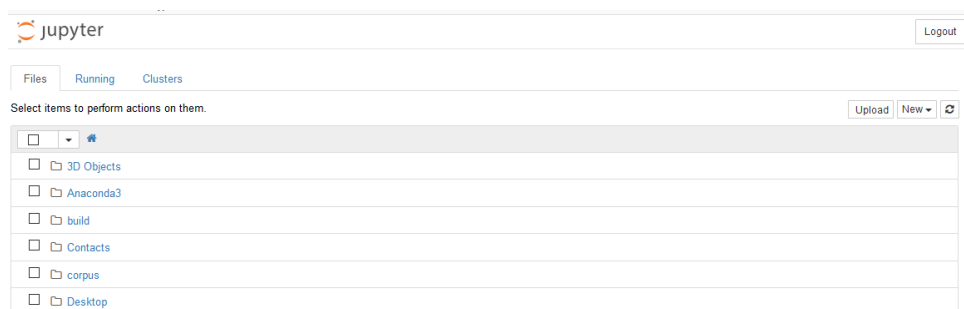 jupyter
Logout
Files Running Clusters
Select items to perform actions on them.
Upload New
3D Objects
Anaconda3
build
Contacts
corpus
Desktop